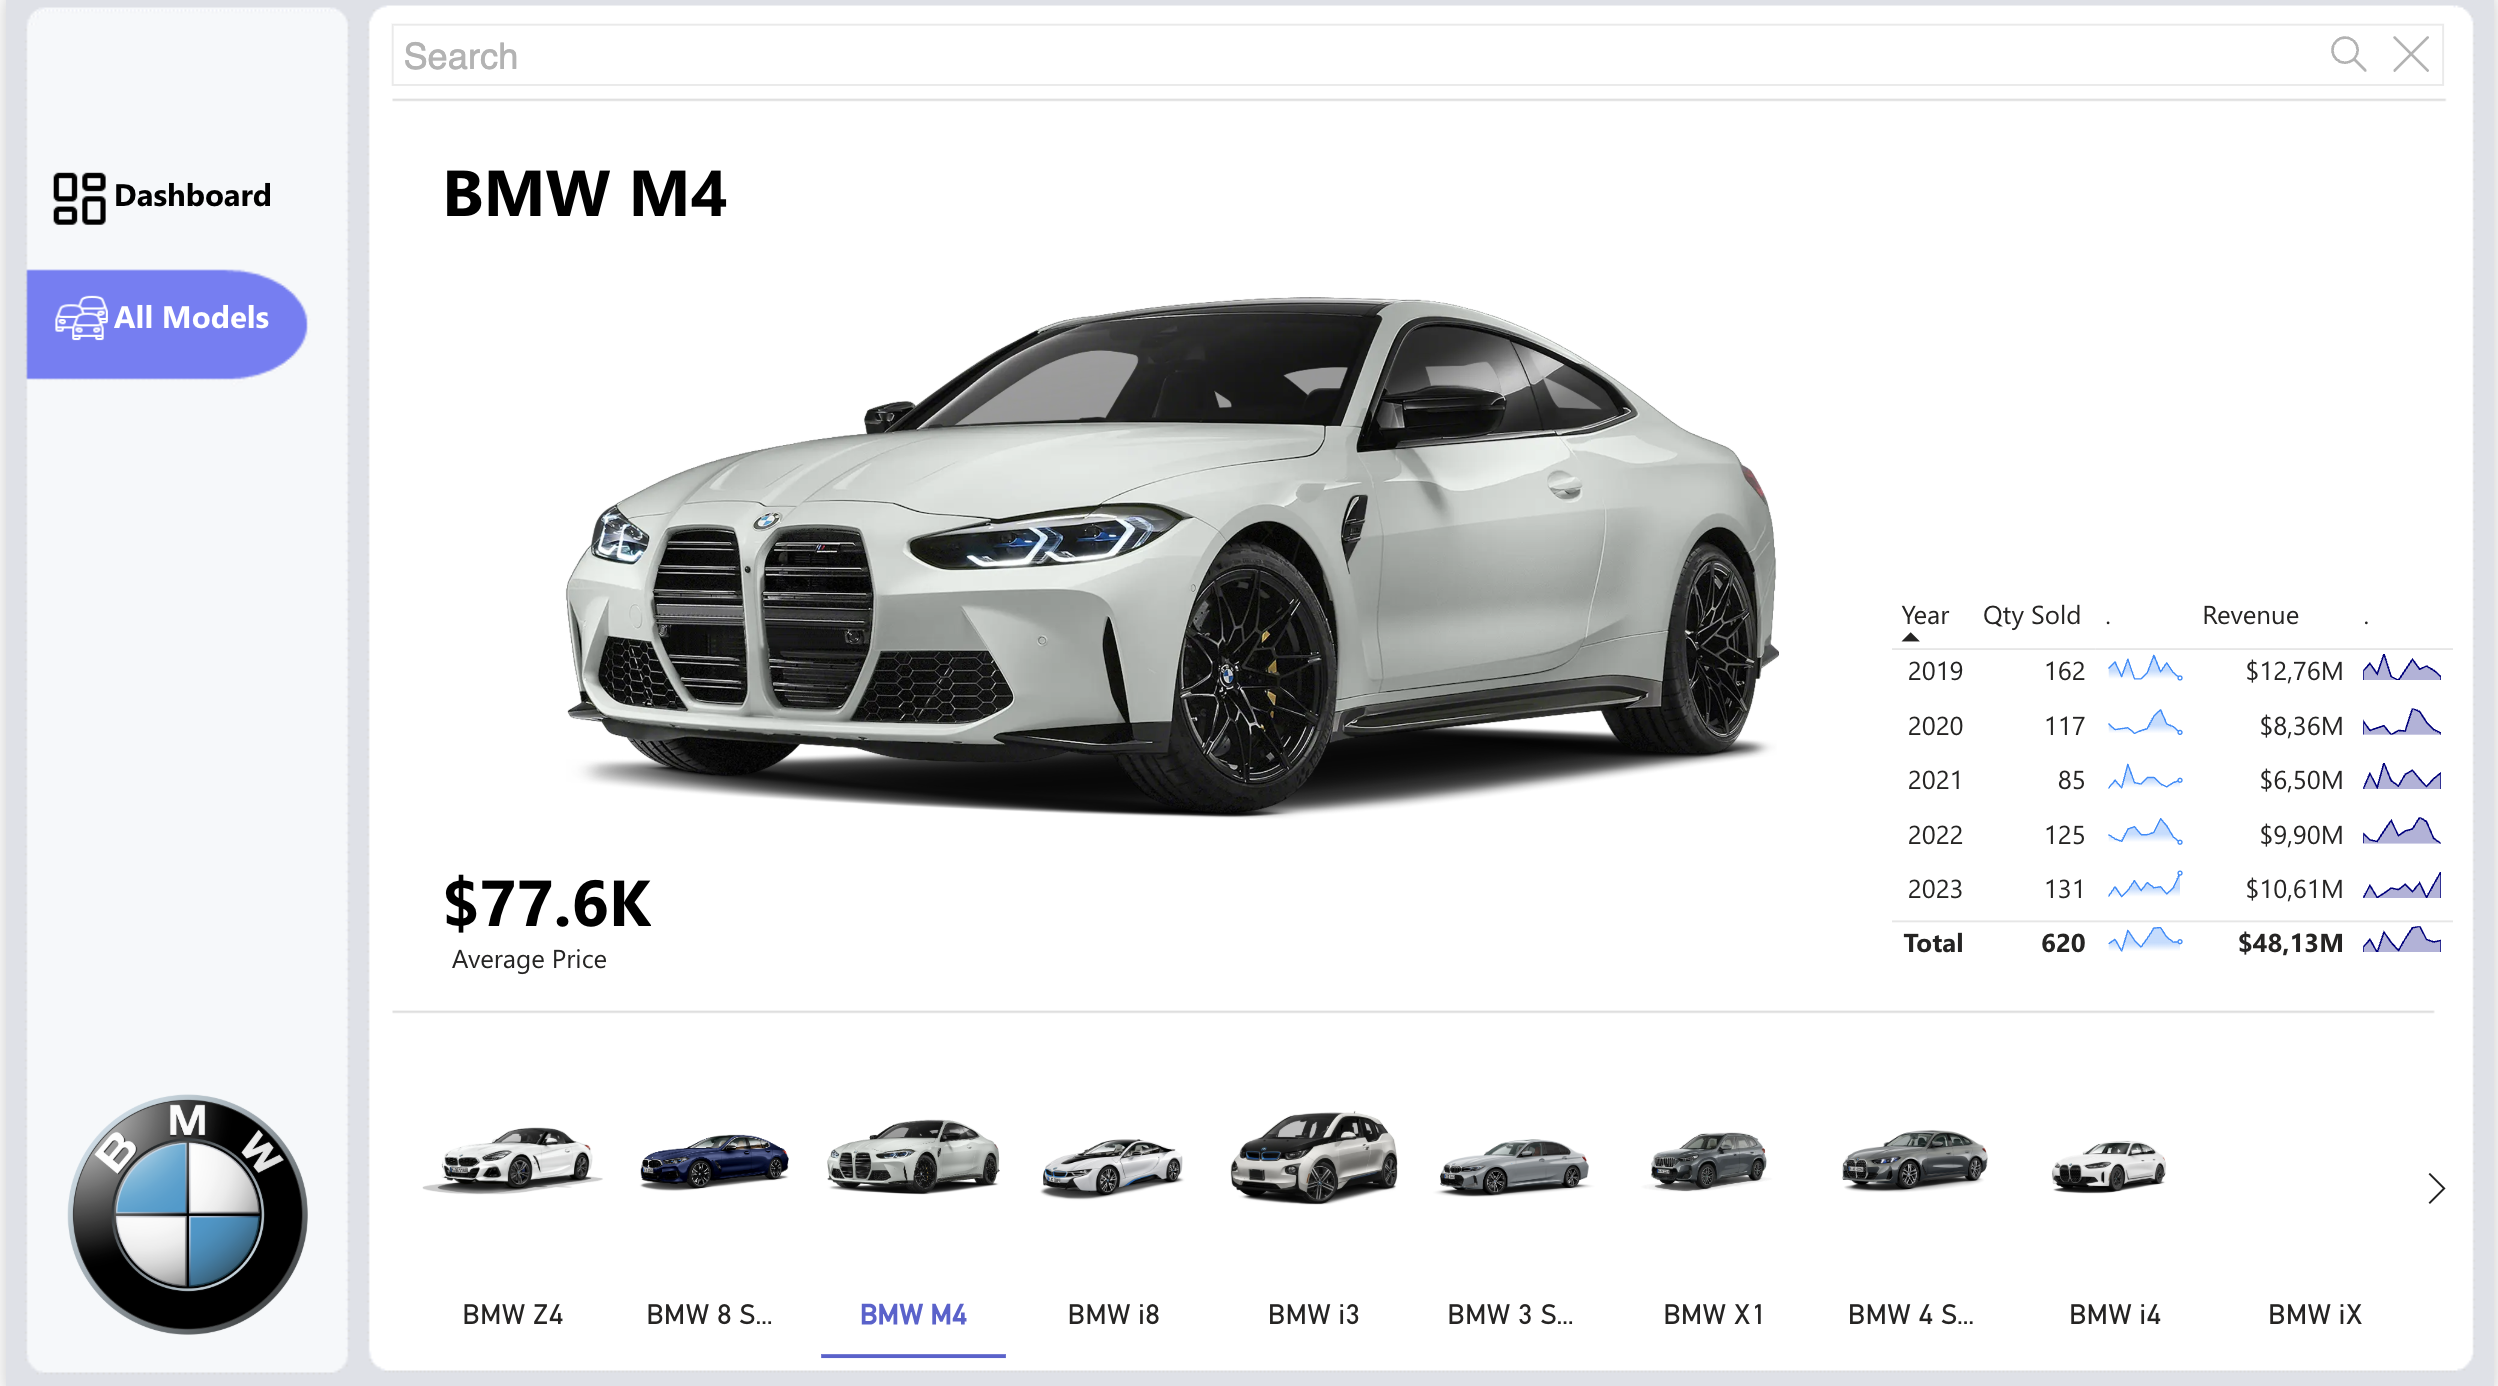 Search
Dashboard
All Models
BMW M4
Year Qty Sold . Revenue .
2019 162 $12,76M
2020 117 $8,36M
2021 85 $6,50M
2022 125 $9,90M
2023 131 $10,61M
Total 620 $48,13M
$77.6K
Average Price
BMW
BMW Z4 BMW 8 S... BMW M4 BMW i8 BMW i3 BMW 3 S... BMW X1 BMW 4 S... BMW i4 BMW iX